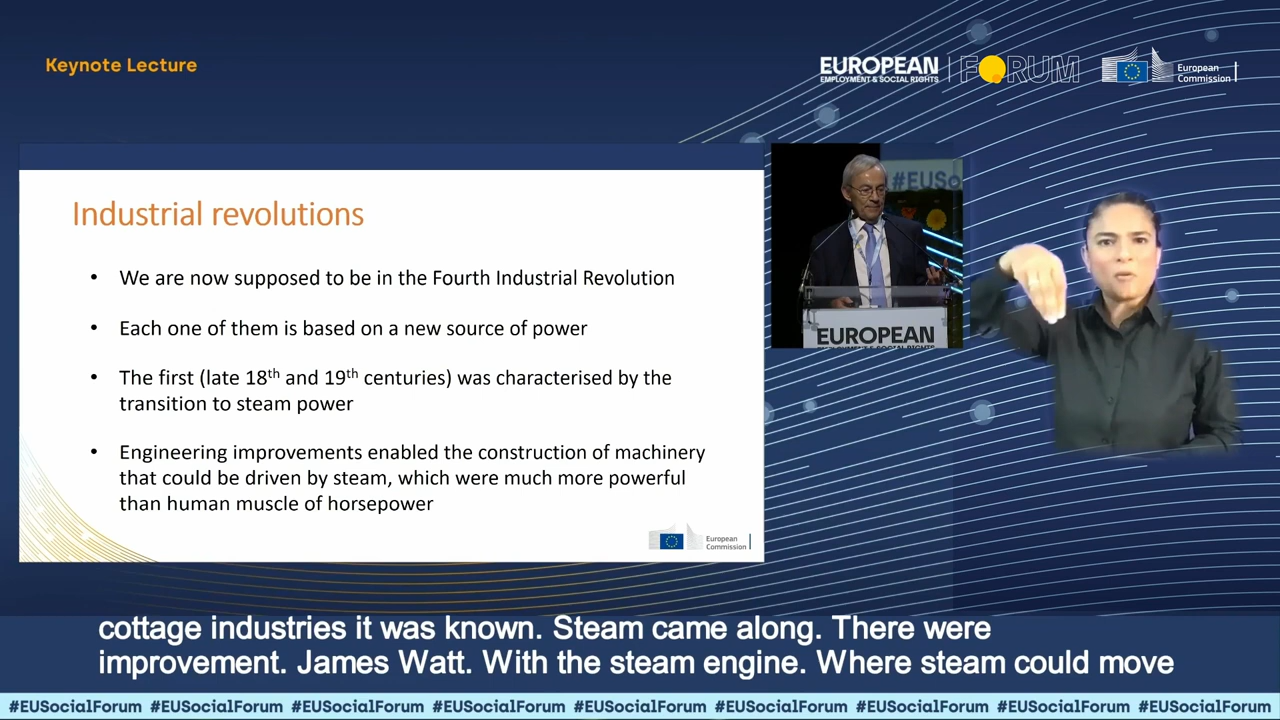 Keynote Lecture
EUROPEAN
EMPLOYMENT & SOCIAL RIGHTS
FORUM
European
Commission
Industrial revolutions
• We are now supposed to be in the Fourth Industrial Revolution
• Each one of them is based on a new source of power
• The first (late 18th and 19th centuries) was characterised by the
transition to steam power
• Engineering improvements enabled the construction of machinery
that could be driven by steam, which were much more powerful
than human muscle of horsepower
European
Commission
#EUSo
EUROPEAN
EMPLOYMENT & SOCIAL RIGHTS
cottage industries it was known. Steam came along. There were
improvement. James Watt. With the steam engine. Where steam could move
#EUSocialForum #EUSocialForum #EUSocialForum #EUSocialForum #EUSocialForum #EUSocialForum #EUSocialForum #EUSocialForum #EUSocialForum